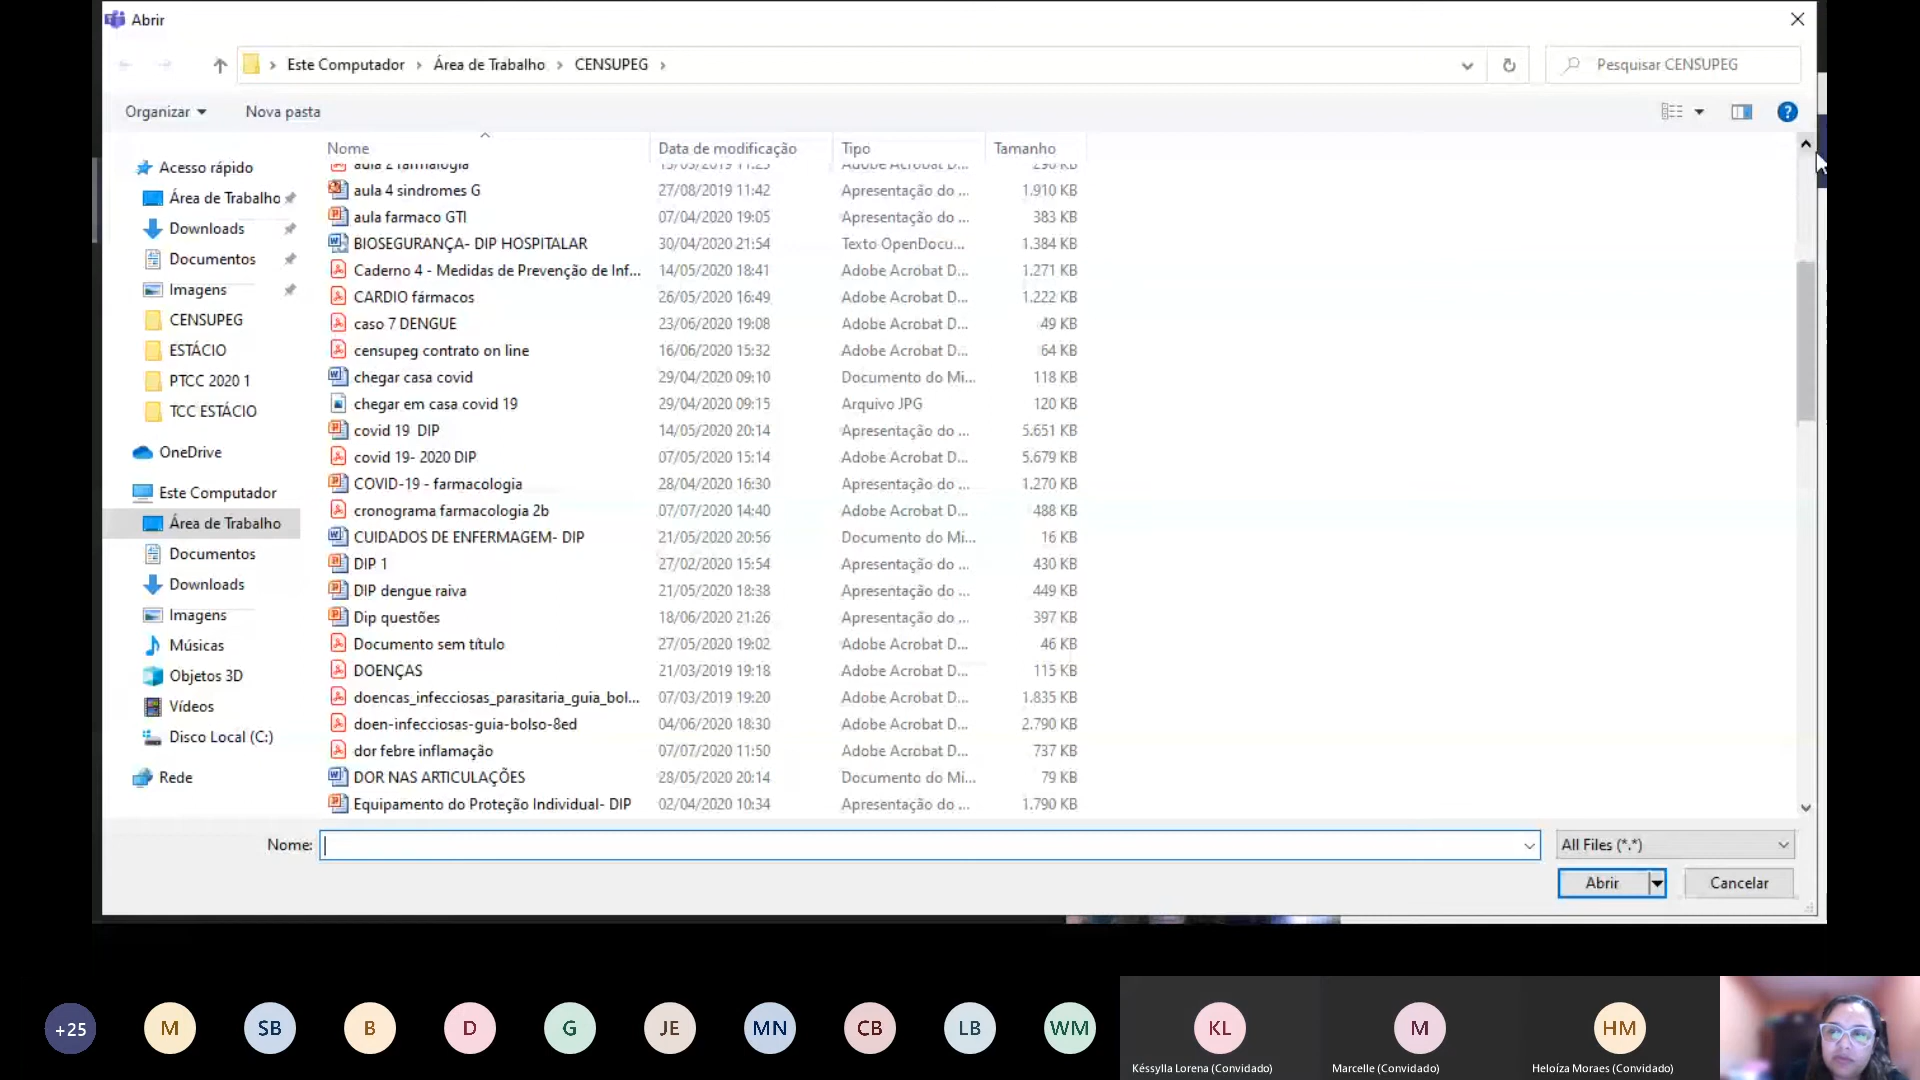 Abrir
Este Computador > Área de Trabalho > CENSUPEG >
Pesquisar CENSUPEG
Organizar
Nova pasta
Nome
Data de modificação
Tipo
Tamanho
Acesso rápido
Área de Trabalho
Downloads
Documentos
Imagens
CENSUPEG
ESTÁCIO
PTCC 2020 1
TCC ESTÁCIO
OneDrive
Este Computador
Área de Trabalho
Documentos
Downloads
Imagens
Músicas
Objetos 3D
Vídeos
Disco Local (C:)
Rede
aula 2 farmalogia
aula 4 sindromes G 27/08/2019 11:42 Apresentação do ... 1.910 KB
aula farmaco GTI 07/04/2020 19:05 Apresentação do ... 383 KB
BIOSEGURANÇA- DIP HOSPITALAR 30/04/2020 21:54 Texto OpenDocu... 1.384 KB
Caderno 4 - Medidas de Prevenção de Inf... 14/05/2020 18:41 Adobe Acrobat D... 1.271 KB
CARDIO fármacos 26/05/2020 16:49 Adobe Acrobat D... 1.222 KB
caso 7 DENGUE 23/06/2020 19:08 Adobe Acrobat D... 49 KB
censupeg contrato on line 16/06/2020 15:32 Adobe Acrobat D... 64 KB
chegar casa covid 29/04/2020 09:10 Documento do Mi... 118 KB
chegar em casa covid 19 29/04/2020 09:15 Arquivo JPG 120 KB
covid 19 DIP 14/05/2020 20:14 Apresentação do ... 5.651 KB
covid 19- 2020 DIP 07/05/2020 15:14 Adobe Acrobat D... 5.679 KB
COVID-19 - farmacologia 28/04/2020 16:30 Apresentação do ... 1.270 KB
cronograma farmacologia 2b 07/07/2020 14:40 Adobe Acrobat D... 488 KB
CUIDADOS DE ENFERMAGEM- DIP 21/05/2020 20:56 Documento do Mi... 16 KB
DIP 1 27/02/2020 15:54 Apresentação do ... 430 KB
DIP dengue raiva 21/05/2020 18:38 Apresentação do ... 449 KB
Dip questões 18/06/2020 21:26 Apresentação do ... 397 KB
Documento sem título 27/05/2020 19:02 Adobe Acrobat D... 46 KB
DOENÇAS 21/03/2019 19:18 Adobe Acrobat D... 115 KB
doencas_infecciosas_parasitaria_guia_bol... 07/03/2019 19:20 Adobe Acrobat D... 1.835 KB
doen-infecciosas-guia-bolso-8ed 04/06/2020 18:30 Adobe Acrobat D... 2.790 KB
dor febre inflamação 07/07/2020 11:50 Adobe Acrobat D... 737 KB
DOR NAS ARTICULAÇÕES 28/05/2020 20:14 Documento do Mi... 79 KB
Equipamento do Proteção Individual- DIP 02/04/2020 10:34 Apresentação do ... 1.790 KB
Nome:
All Files (*.*)
Abrir
Cancelar
+25
M
SB
B
D
G
JE
MN
CB
LB
WM
KL
M
HM
Késsylla Lorena (Convidado)
Marcelle (Convidado)
Heloíza Moraes (Convidado)